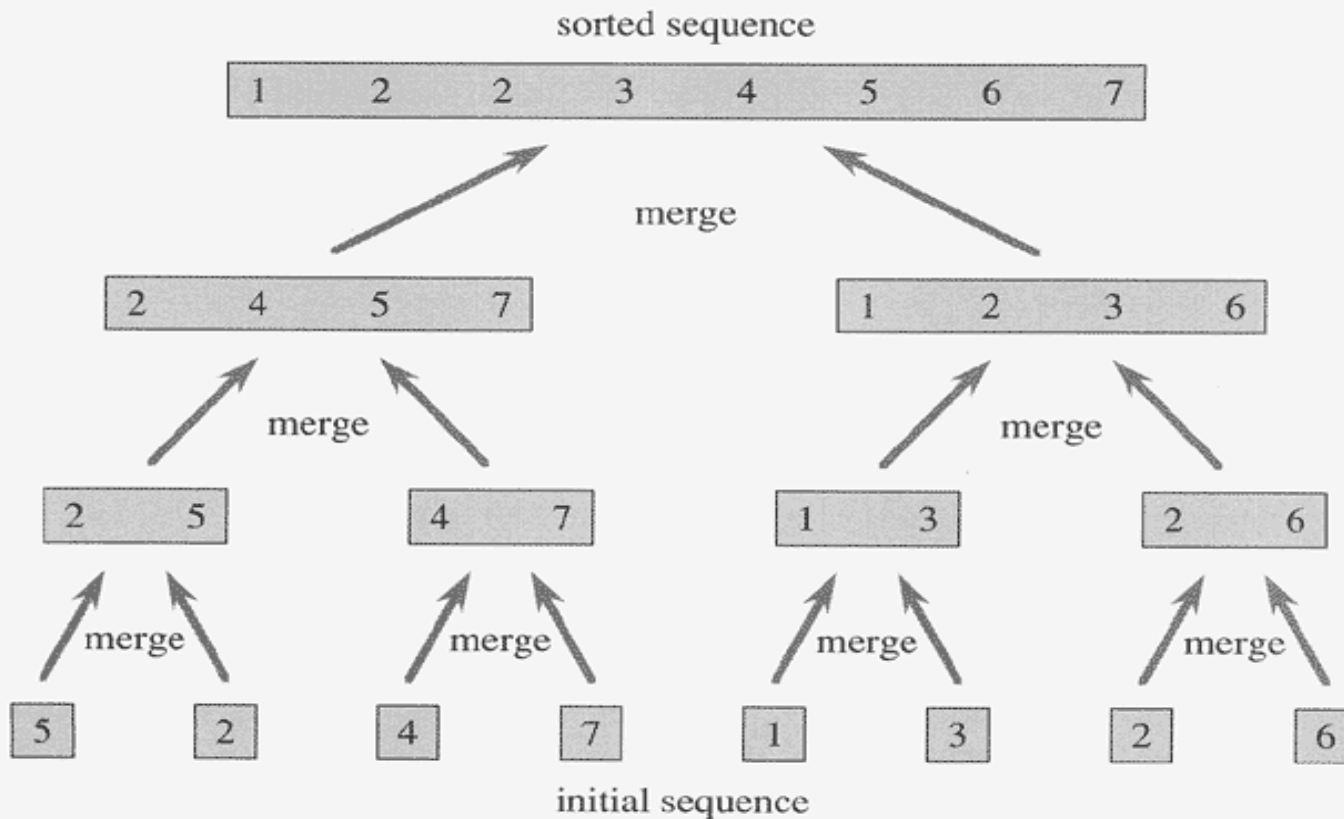 sorted sequence
1 2 2 3 4 5 6 7
merge
2 4 5 7
1 2 3 6
merge
merge
2 5
4 7
1 3
2 6
merge
merge
merge
merge
5
2
4
7
1
3
2
6
initial sequence